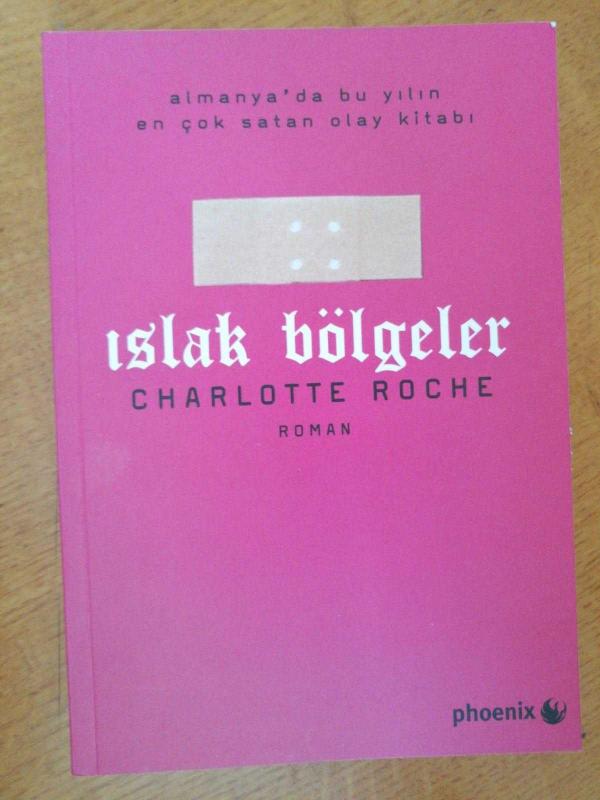 almanya'da bu yılın
en çok satan olay kitabı
ıslak bölgeler
CHARLOTTE ROCHE
ROMAN
phoenix